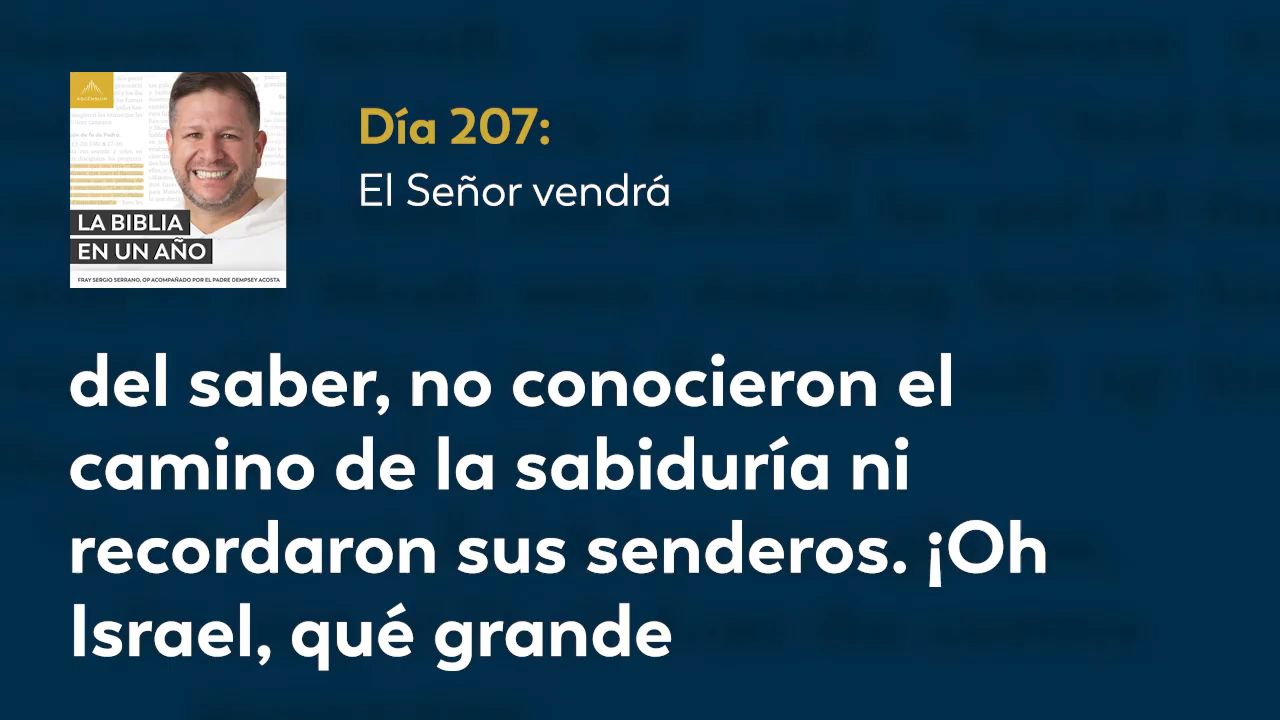 ASCENSION
LA BIBLIA
EN UN AÑO
FRAY SERGIO SERRANO, OP ACOMPAÑADO POR EL PADRE DEMPSEY ACOSTA
Día 207:
El Señor vendrá
del saber, no conocieron el
camino de la sabiduría ni
recordaron sus senderos. ¡Oh
Israel, qué grande